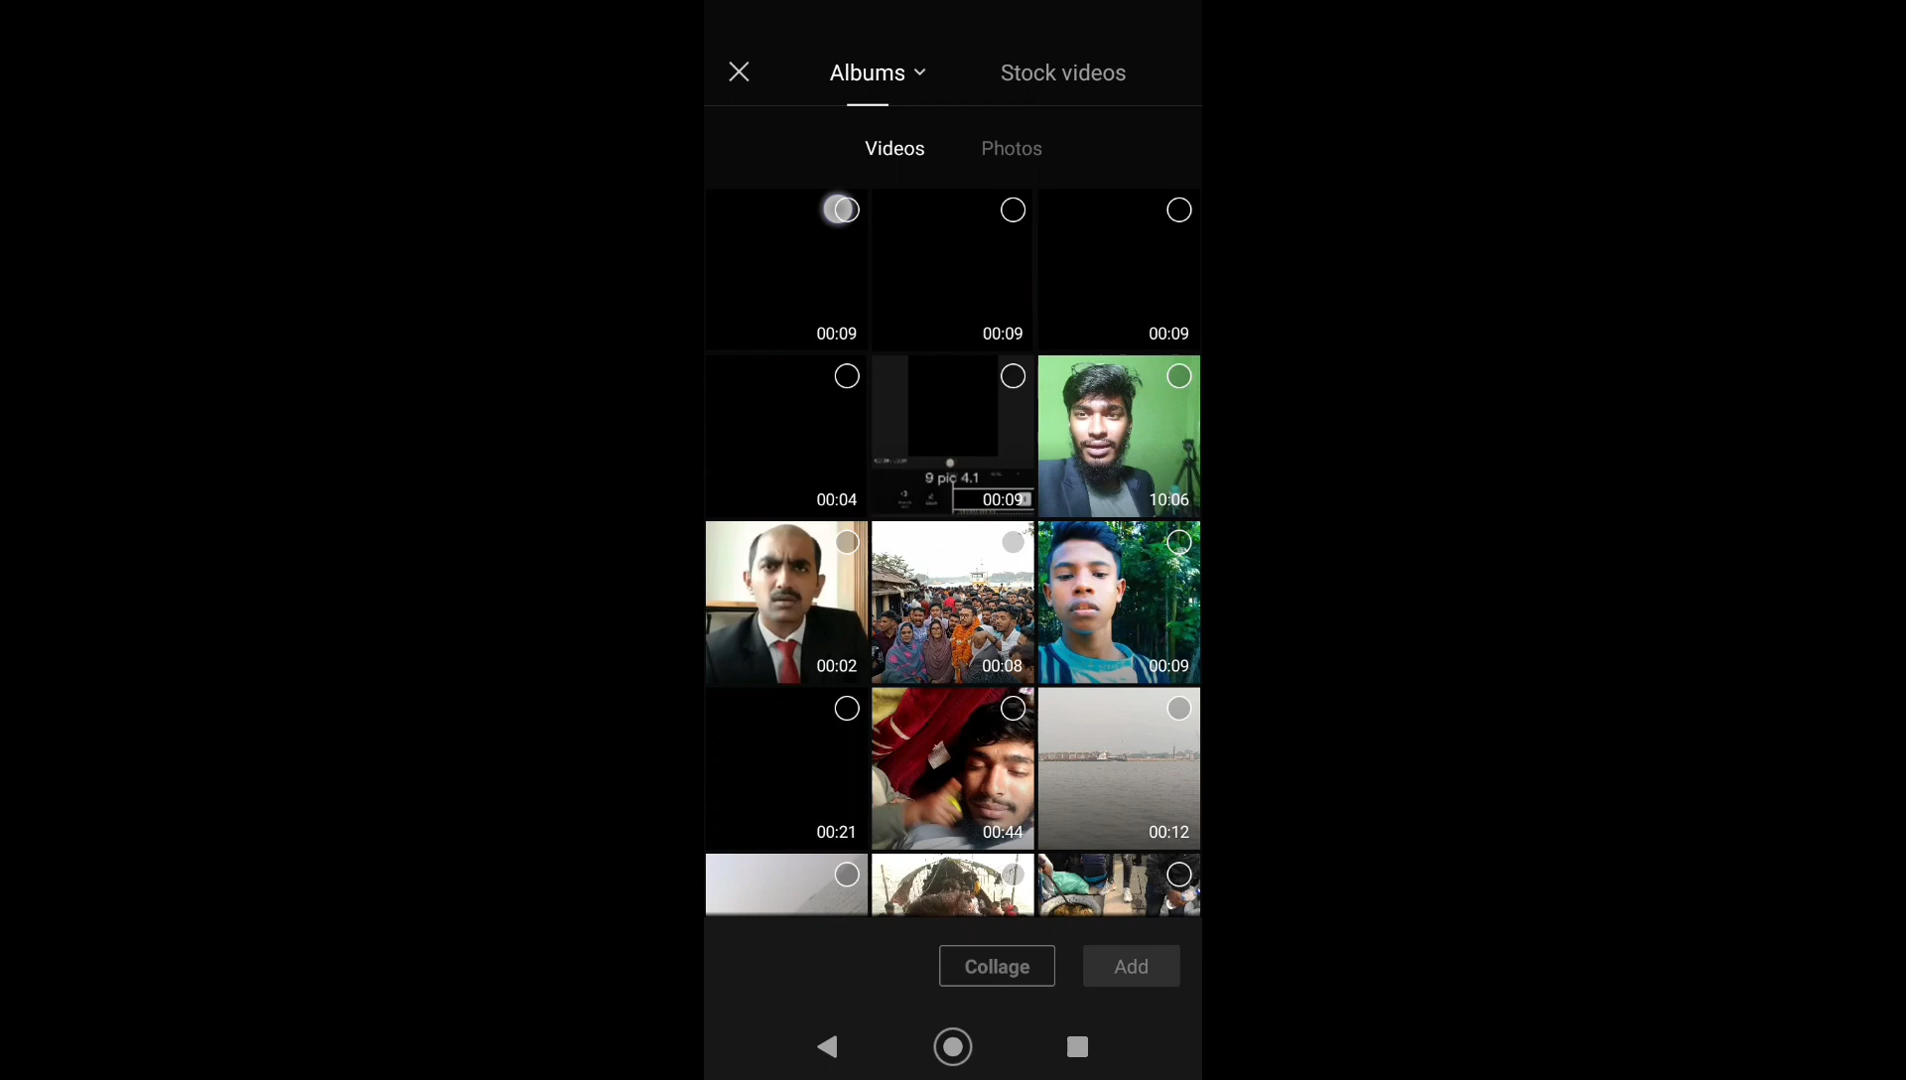 Albums Stock videos
Videos Photos
00:09 00:09 00:09
00:04 9 pic 4.1 00:09 10:06
00:02 00:08 00:09
00:21 00:44 00:12
Collage Add